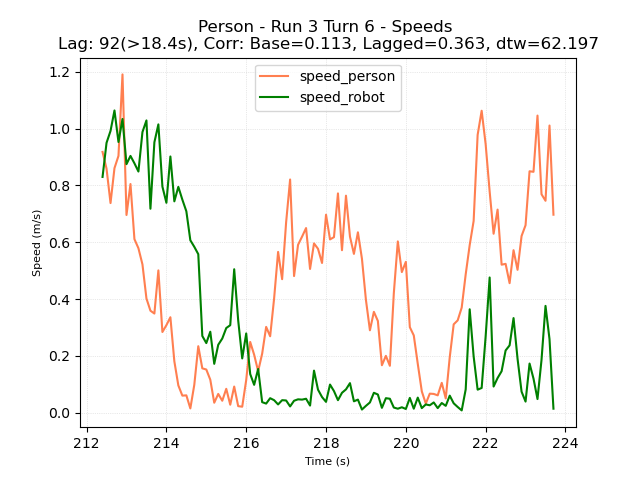 Person - Run 3 Turn 6 - Speeds
Lag: 92(>18.4s), Corr: Base=0.113, Lagged=0.363, dtw=62.197
speed_person
speed_robot
1.2
1.0
0.8
0.6
0.4
0.2
0.0
Speed (m/s)
212 214 216 218 220 222 224
Time (s)